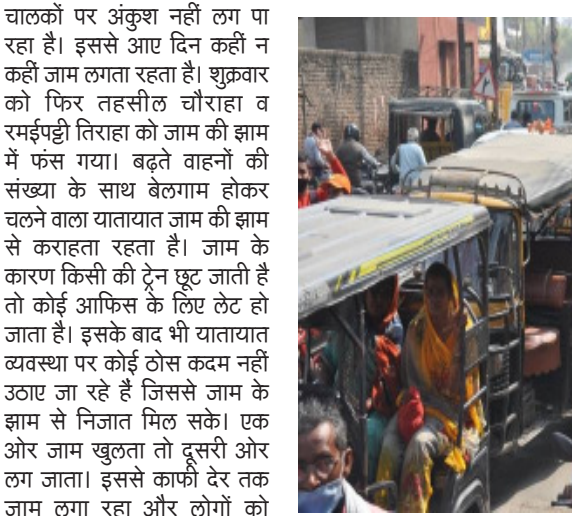 चालकों पर अंकुश नहीं लग पा
रहा है। इससे आए दिन कहीं न
कहीं जाम लगता रहता है। शुक्रवार
को फिर तहसील चौराहा व
रमईपट्टी तिराहा को जाम की झाम
में फंस गया। बढ़ते वाहनों की
संख्या के साथ बेलगाम होकर
चलने वाला यातायात जाम की झाम
से कराहता रहता है। जाम के
कारण किसी की ट्रेन छूट जाती है
तो कोई आफिस के लिए लेट हो
जाता है। इसके बाद भी यातायात
व्यवस्था पर कोई ठोस कदम नहीं
उठाए जा रहे हैं जिससे जाम के
झाम से निजात मिल सके। एक
ओर जाम खुलता तो दूसरी ओर
लग जाता। इससे काफी देर तक
जाम लगा रहा और लोगों को